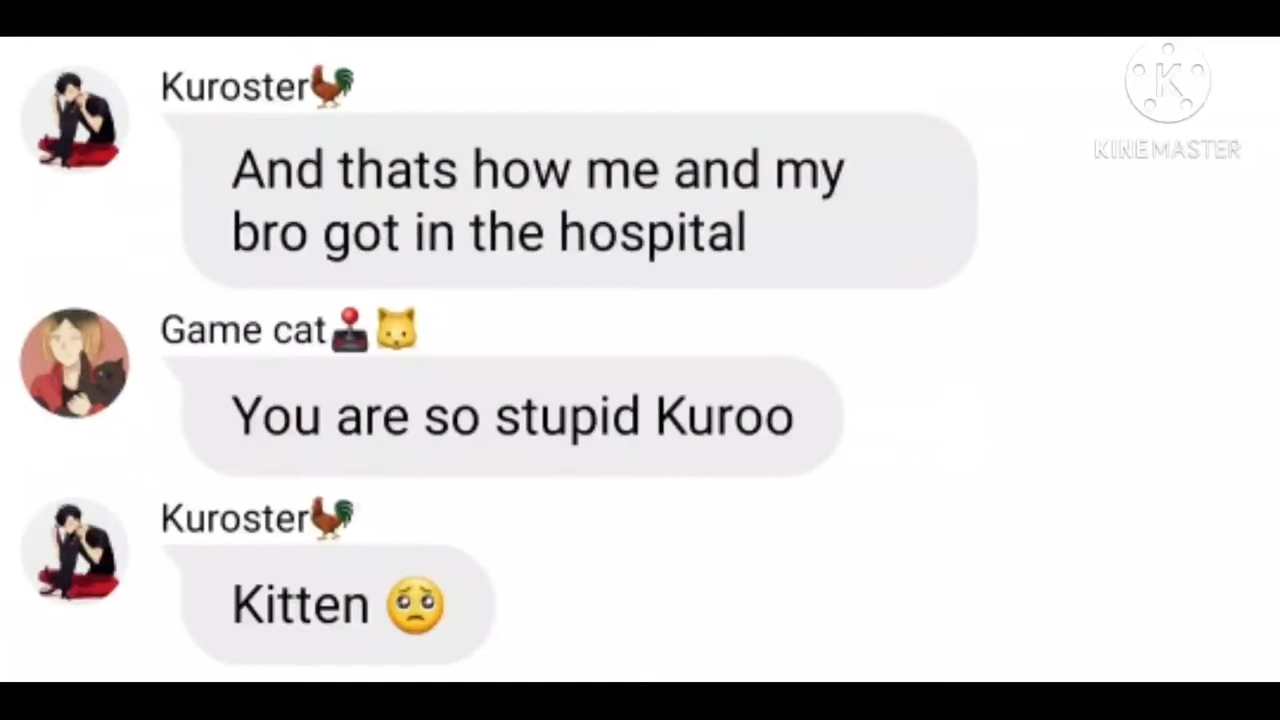 Kuroster🐓
K
KINEMASTER
And thats how me and my
bro got in the hospital
Game cat🕹️🐱
You are so stupid Kuroo
Kuroster🐓
Kitten 🥺